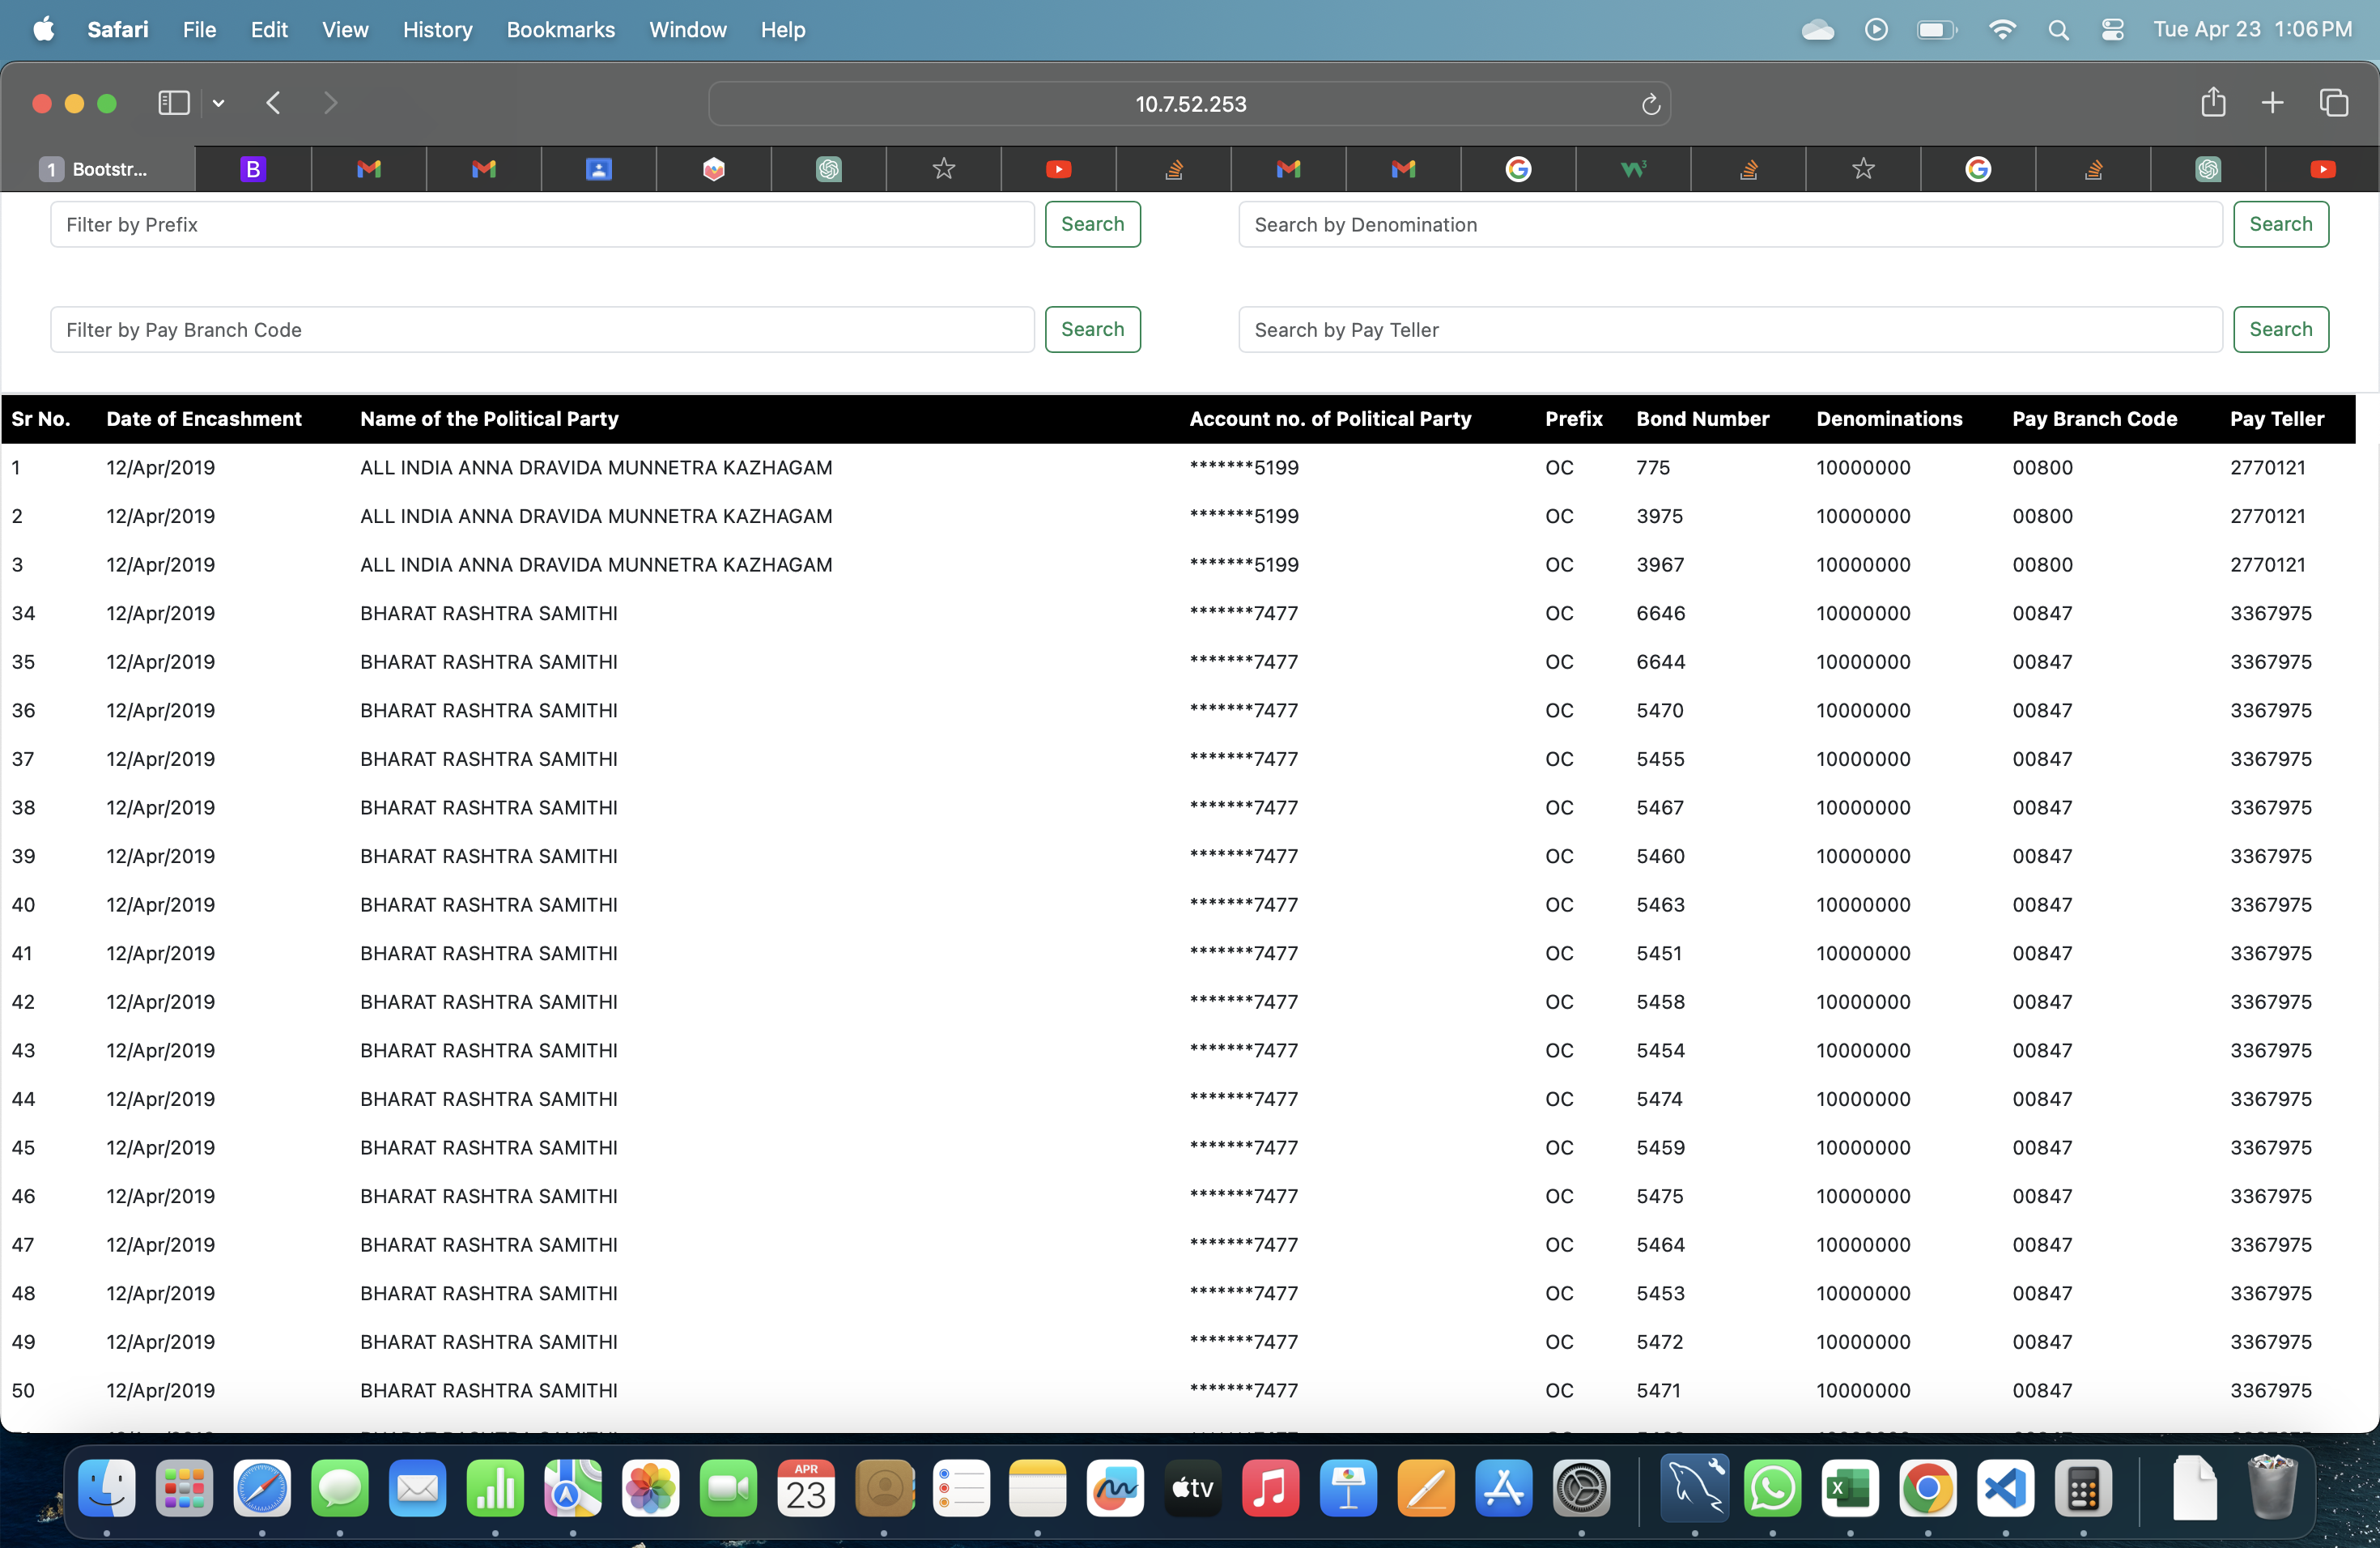 Safari File Edit View History Bookmarks Window Help Tue Apr 23 1:06 PM
10.7.52.253
1 Bootstr... B
Filter by Prefix Search Search by Denomination Search
Filter by Pay Branch Code Search Search by Pay Teller Search
Sr No. Date of Encashment Name of the Political Party Account no. of Political Party Prefix Bond Number Denominations Pay Branch Code Pay Teller
1 12/Apr/2019 ALL INDIA ANNA DRAVIDA MUNNETRA KAZHAGAM *******5199 OC 775 10000000 00800 2770121
2 12/Apr/2019 ALL INDIA ANNA DRAVIDA MUNNETRA KAZHAGAM *******5199 OC 3975 10000000 00800 2770121
3 12/Apr/2019 ALL INDIA ANNA DRAVIDA MUNNETRA KAZHAGAM *******5199 OC 3967 10000000 00800 2770121
34 12/Apr/2019 BHARAT RASHTRA SAMITHI *******7477 OC 6646 10000000 00847 3367975
35 12/Apr/2019 BHARAT RASHTRA SAMITHI *******7477 OC 6644 10000000 00847 3367975
36 12/Apr/2019 BHARAT RASHTRA SAMITHI *******7477 OC 5470 10000000 00847 3367975
37 12/Apr/2019 BHARAT RASHTRA SAMITHI *******7477 OC 5455 10000000 00847 3367975
38 12/Apr/2019 BHARAT RASHTRA SAMITHI *******7477 OC 5467 10000000 00847 3367975
39 12/Apr/2019 BHARAT RASHTRA SAMITHI *******7477 OC 5460 10000000 00847 3367975
40 12/Apr/2019 BHARAT RASHTRA SAMITHI *******7477 OC 5463 10000000 00847 3367975
41 12/Apr/2019 BHARAT RASHTRA SAMITHI *******7477 OC 5451 10000000 00847 3367975
42 12/Apr/2019 BHARAT RASHTRA SAMITHI *******7477 OC 5458 10000000 00847 3367975
43 12/Apr/2019 BHARAT RASHTRA SAMITHI *******7477 OC 5454 10000000 00847 3367975
44 12/Apr/2019 BHARAT RASHTRA SAMITHI *******7477 OC 5474 10000000 00847 3367975
45 12/Apr/2019 BHARAT RASHTRA SAMITHI *******7477 OC 5459 10000000 00847 3367975
46 12/Apr/2019 BHARAT RASHTRA SAMITHI *******7477 OC 5475 10000000 00847 3367975
47 12/Apr/2019 BHARAT RASHTRA SAMITHI *******7477 OC 5464 10000000 00847 3367975
48 12/Apr/2019 BHARAT RASHTRA SAMITHI *******7477 OC 5453 10000000 00847 3367975
49 12/Apr/2019 BHARAT RASHTRA SAMITHI *******7477 OC 5472 10000000 00847 3367975
50 12/Apr/2019 BHARAT RASHTRA SAMITHI *******7477 OC 5471 10000000 00847 3367975
APR
23
tv